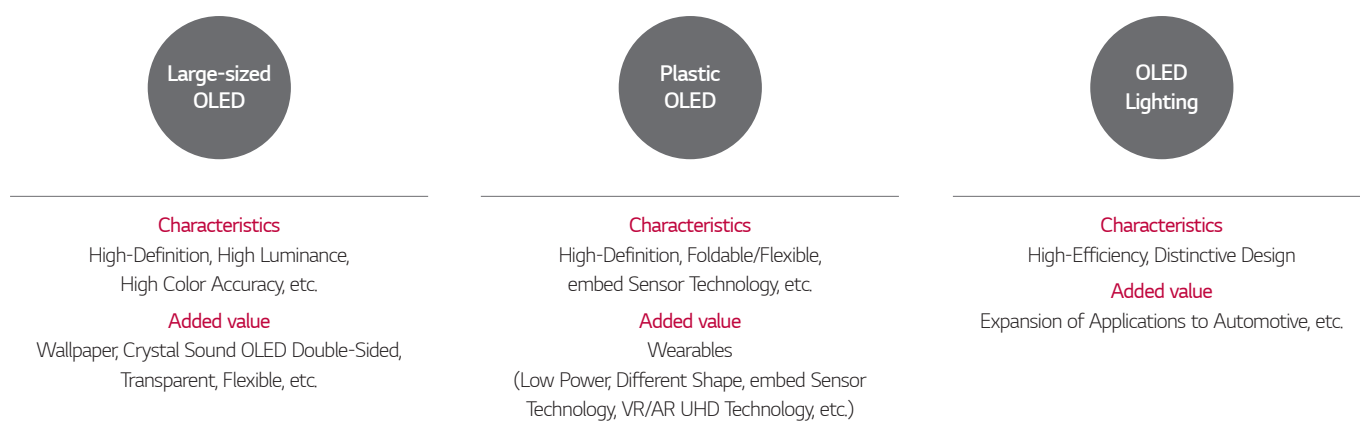 Large-sized
OLED
Characteristics
High-Definition, High Luminance,
High Color Accuracy, etc.
Added value
Wallpaper, Crystal Sound OLED Double-Sided,
Transparent, Flexible, etc.
Plastic
OLED
Characteristics
High-Definition, Foldable/Flexible,
embed Sensor Technology, etc.
Added value
Wearables
(Low Power, Different Shape, embed Sensor
Technology, VR/AR UHD Technology, etc.)
OLED
Lighting
Characteristics
High-Efficiency, Distinctive Design
Added value
Expansion of Applications to Automotive, etc.